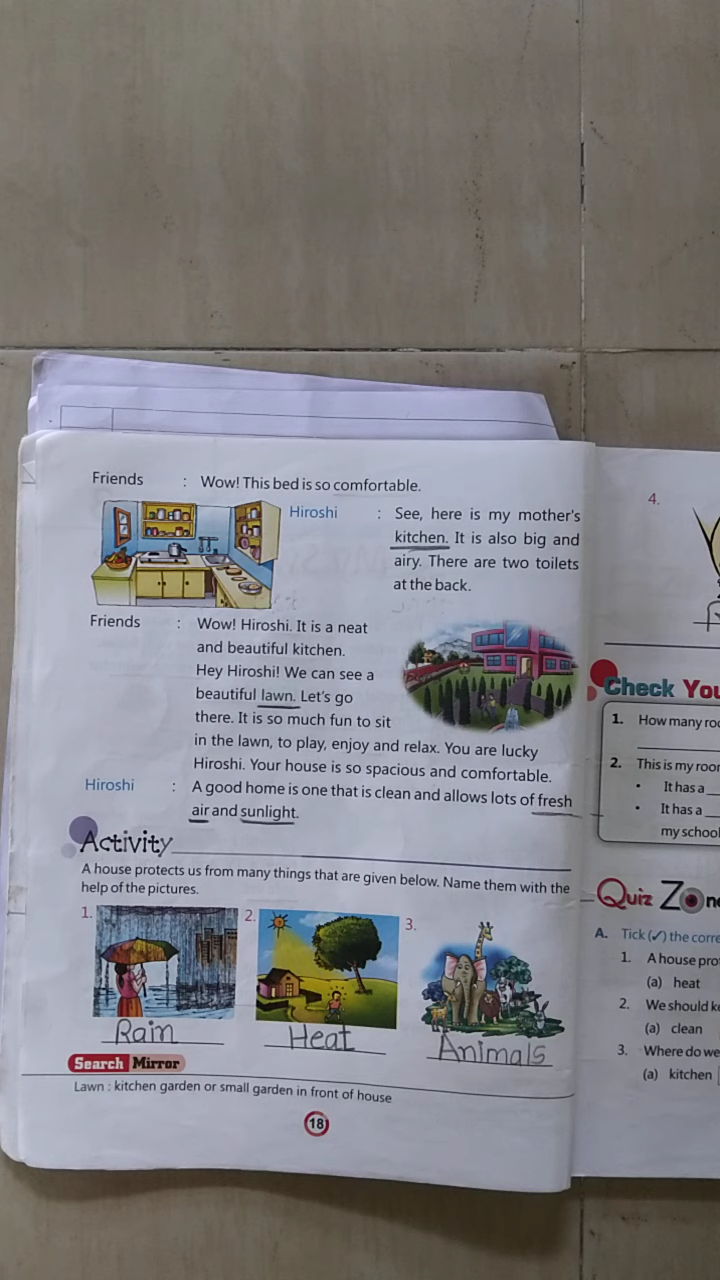 Friends : Wow! This bed is so comfortable.
Hiroshi : See, here is my mother's
kitchen. It is also big and
airy. There are two toilets
at the back.
Friends : Wow! Hiroshi. It is a neat
and beautiful kitchen.
Hey Hiroshi! We can see a
beautiful lawn. Let's go
there. It is so much fun to sit
in the lawn, to play, enjoy and relax. You are lucky
Hiroshi. Your house is so spacious and comfortable.
Hiroshi : A good home is one that is clean and allows lots of fresh
air and sunlight.
Activity
A house protects us from many things that are given below. Name them with the
help of the pictures.
1. 2. 3.
Rain Heat Animals
Search Mirror
Lawn : kitchen garden or small garden in front of house
18
4.
Check You
1. How many roo
2. This is my roor
• It has a
• It has a
my school
Quiz Zone
A. Tick (✓) the corre
1. A house pro
(a) heat
2. We should ke
(a) clean
3. Where do we
(a) kitchen